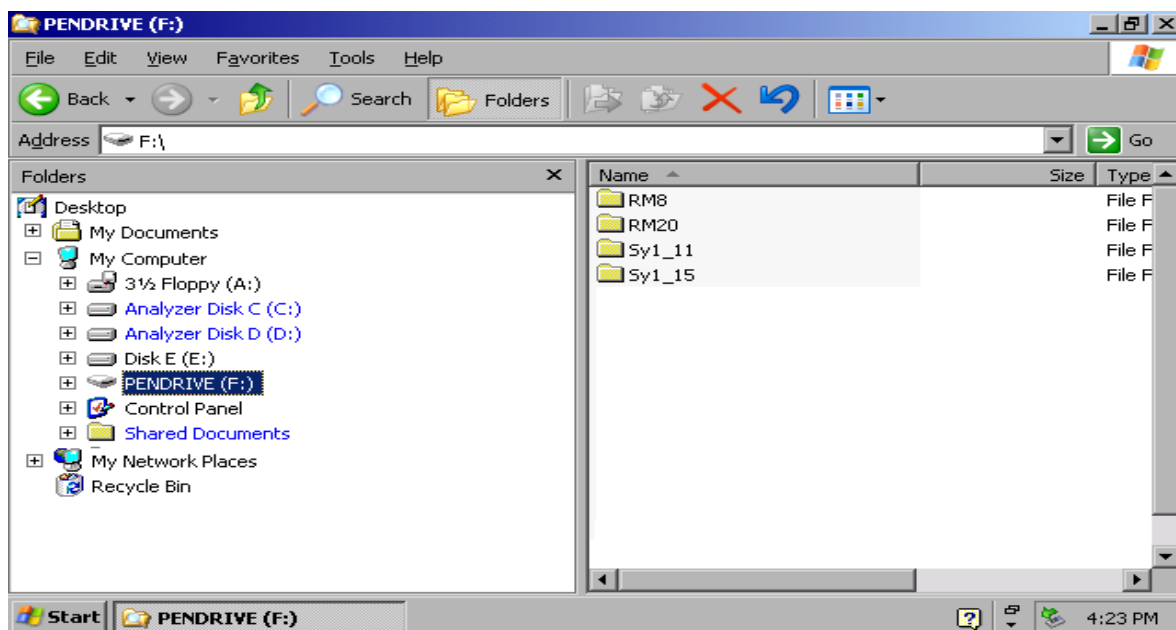 PENDRIVE (F:)
File Edit View Favorites Tools Help
Back Search Folders
Address F:\ Go
Folders
Desktop
My Documents
My Computer
3½ Floppy (A:)
Analyzer Disk C (C:)
Analyzer Disk D (D:)
Disk E (E:)
PENDRIVE (F:)
Control Panel
Shared Documents
My Network Places
Recycle Bin
Name Size Type
RM8 File F
RM20 File F
Sy1_11 File F
Sy1_15 File F
Start PENDRIVE (F:) 4:23 PM